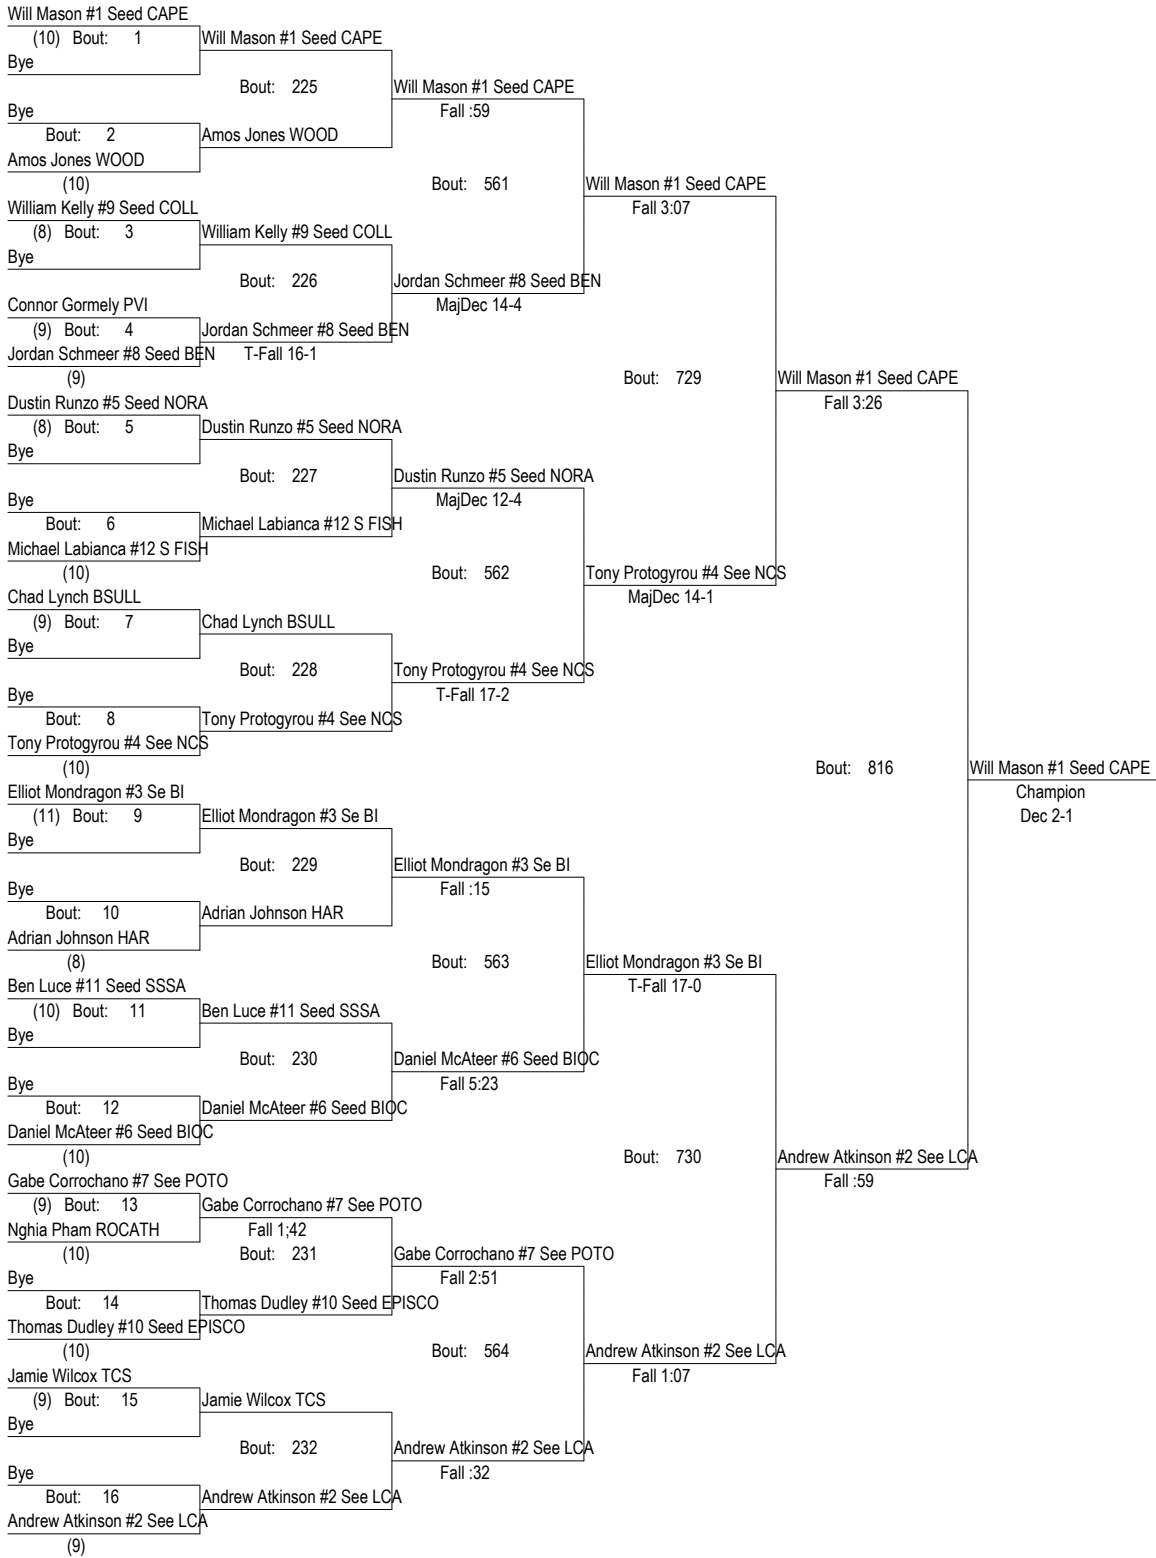 Will Mason #1 Seed CAPE
(10) Bout: 1 Will Mason #1 Seed CAPE
Bye
Bout: 225 Will Mason #1 Seed CAPE
Bye Fall :59
Bout: 2 Amos Jones WOOD
Amos Jones WOOD
(10) Bout: 561 Will Mason #1 Seed CAPE
William Kelly #9 Seed COLL Fall 3:07
(8) Bout: 3 William Kelly #9 Seed COLL
Bye
Bout: 226 Jordan Schmeer #8 Seed BEN
Connor Gormely PVI MajDec 14-4
(9) Bout: 4 Jordan Schmeer #8 Seed BEN
Jordan Schmeer #8 Seed BEN T-Fall 16-1
(9) Bout: 729 Will Mason #1 Seed CAPE
Dustin Runzo #5 Seed NORA Fall 3:26
(8) Bout: 5 Dustin Runzo #5 Seed NORA
Bye
Bout: 227 Dustin Runzo #5 Seed NORA
Bye MajDec 12-4
Bout: 6 Michael Labianca #12 S FISH
Michael Labianca #12 S FISH
(10) Bout: 562 Tony Protogyrou #4 See NCS
Chad Lynch BSULL MajDec 14-1
(9) Bout: 7 Chad Lynch BSULL
Bye
Bout: 228 Tony Protogyrou #4 See NCS
Bye T-Fall 17-2
Bout: 8 Tony Protogyrou #4 See NCS
Tony Protogyrou #4 See NCS
(10) Bout: 816 Will Mason #1 Seed CAPE
Elliot Mondragon #3 Se BI Champion
(11) Bout: 9 Elliot Mondragon #3 Se BI Dec 2-1
Bye
Bout: 229 Elliot Mondragon #3 Se BI
Bye Fall :15
Bout: 10 Adrian Johnson HAR
Adrian Johnson HAR
(8) Bout: 563 Elliot Mondragon #3 Se BI
Ben Luce #11 Seed SSSA T-Fall 17-0
(10) Bout: 11 Ben Luce #11 Seed SSSA
Bye
Bout: 230 Daniel McAteer #6 Seed BIOC
Bye Fall 5:23
Bout: 12 Daniel McAteer #6 Seed BIOC
Daniel McAteer #6 Seed BIOC
(10) Bout: 730 Andrew Atkinson #2 See LCA
Gabe Corrochano #7 See POTO Fall :59
(9) Bout: 13 Gabe Corrochano #7 See POTO
Nghia Pham ROCATH Fall 1;42
(10) Bout: 231 Gabe Corrochano #7 See POTO
Bye Fall 2:51
Bout: 14 Thomas Dudley #10 Seed EPISCO
Thomas Dudley #10 Seed EPISCO
(10) Bout: 564 Andrew Atkinson #2 See LCA
Jamie Wilcox TCS Fall 1:07
(9) Bout: 15 Jamie Wilcox TCS
Bye
Bout: 232 Andrew Atkinson #2 See LCA
Bye Fall :32
Bout: 16 Andrew Atkinson #2 See LCA
Andrew Atkinson #2 See LCA
(9)